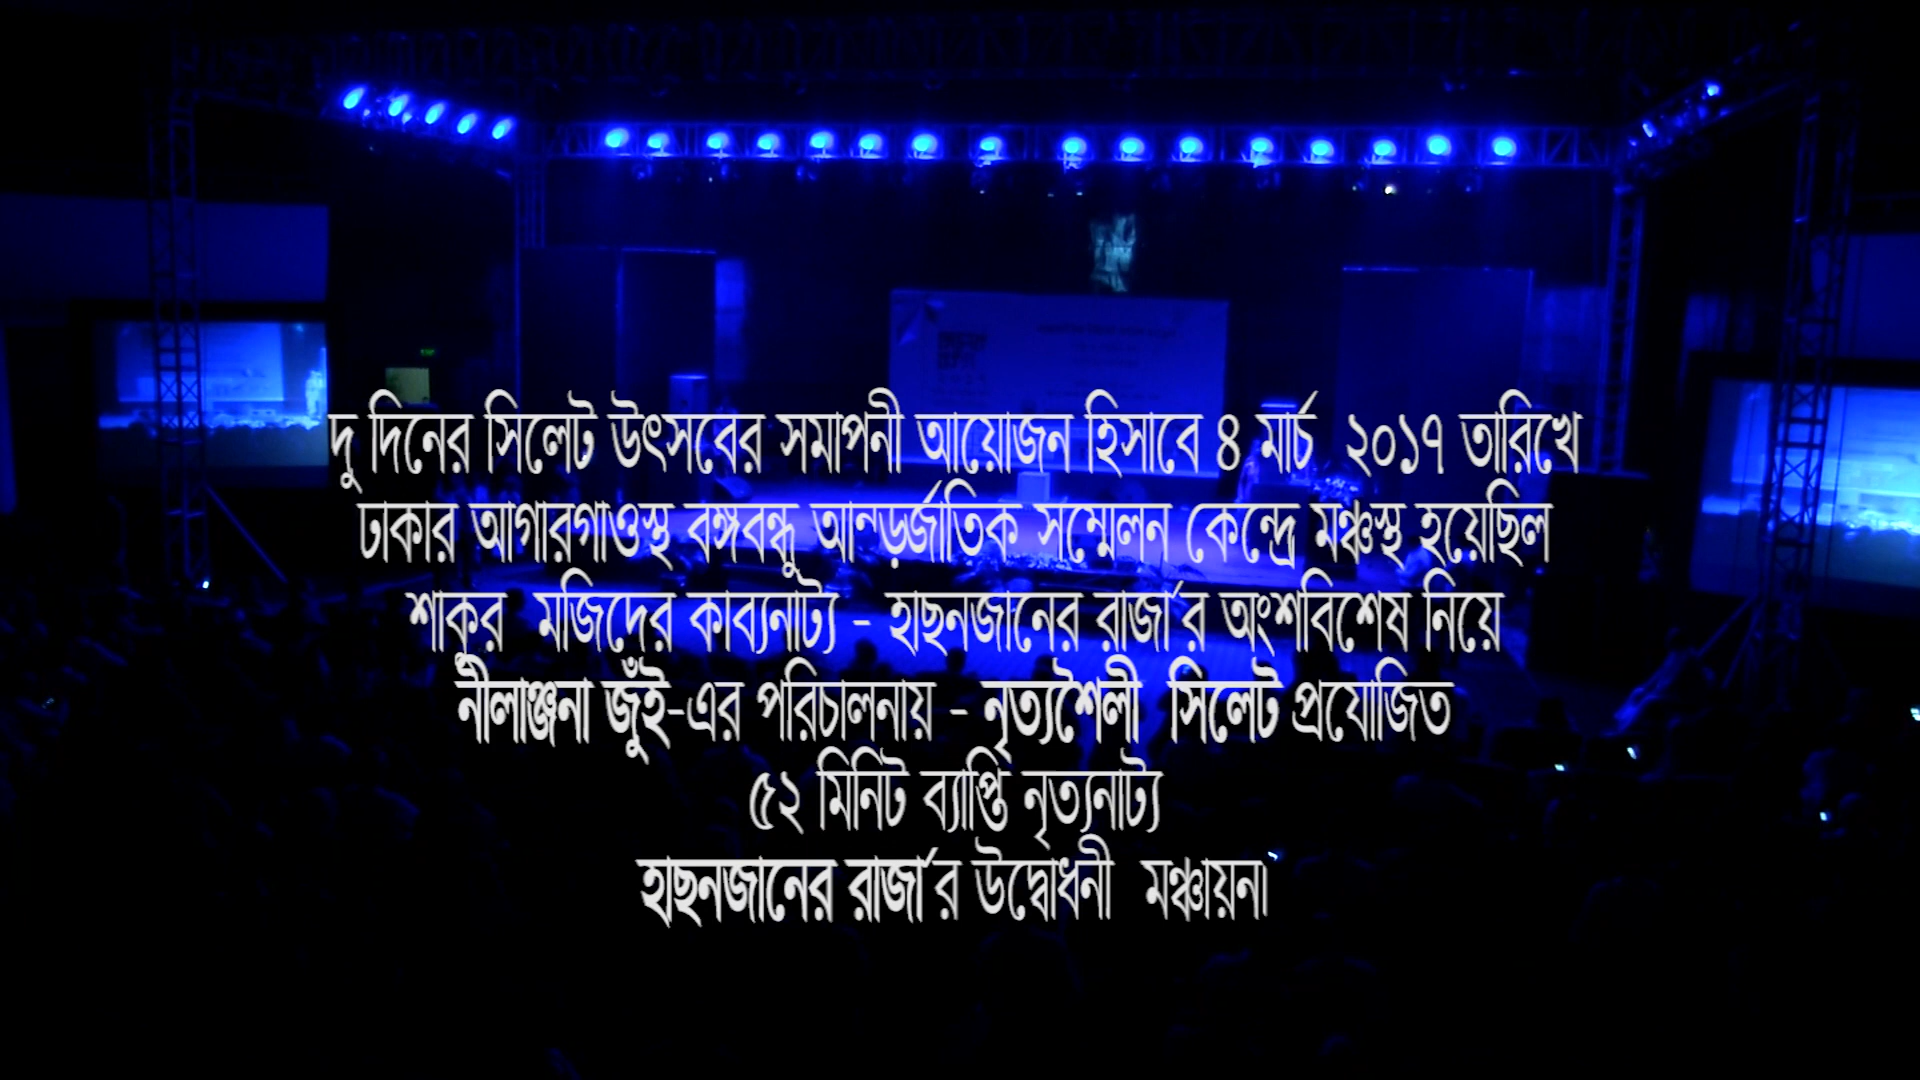 দু দিনের সিলেট উৎসবের সমাপনী আয়োজন হিসাবে ৪ মার্চ ২০১৭ তারিখে
ঢাকার আগারগাওস্থ বঙ্গবন্ধু আন্ড়র্জাতিক সম্মেলন কেন্দ্রে মঞ্চস্থ হয়েছিল
শাকুর মজিদের কাব্যনাট্য - হাছনজানের রাজা'র অংশবিশেষ নিয়ে
নীলাঞ্জনা জুঁই-এর পরিচালনায় - নৃত্যশৈলী সিলেট প্রযোজিত
৫২ মিনিট ব্যাপ্তি নৃত্যনাট্য
হাছনজানের রাজা'র উদ্বোধনী মঞ্চায়ন।